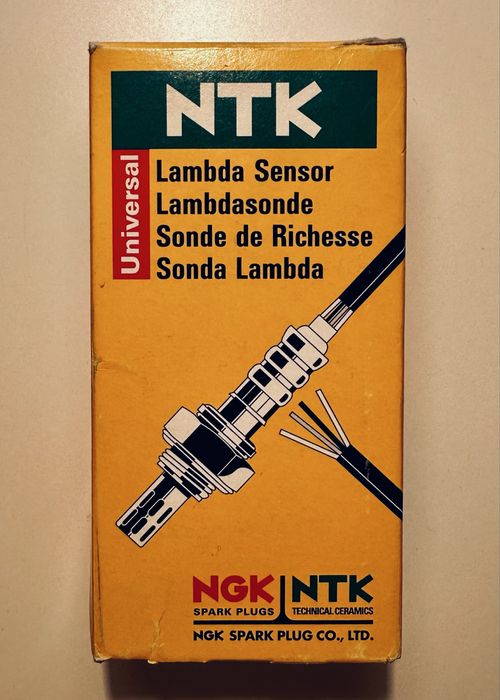 NTK
Universal
Lambda Sensor
Lambdasonde
Sonde de Richesse
Sonda Lambda
NGK NTK
SPARK PLUGS TECHNICAL CERAMICS
NGK SPARK PLUG CO., LTD.